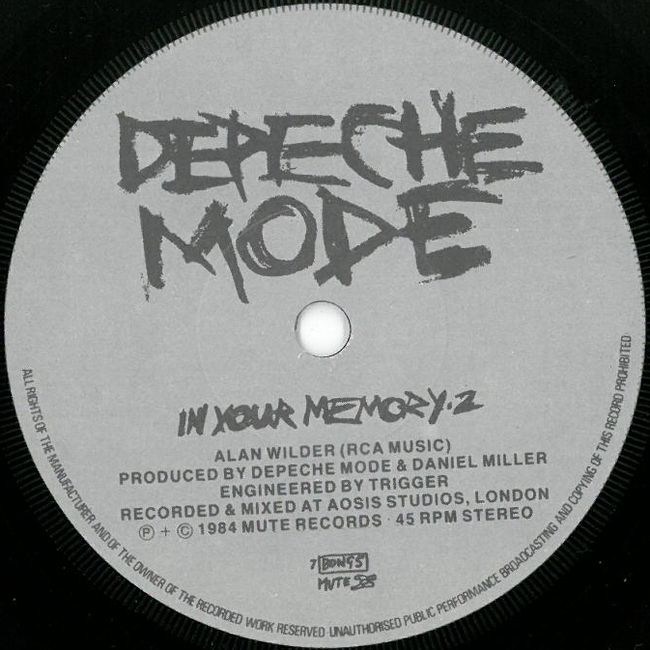 DEPECHE
MODE
IN YOUR MEMORY·2
ALAN WILDER (RCA MUSIC)
PRODUCED BY DEPECHE MODE & DANIEL MILLER
ENGINEERED BY TRIGGER
RECORDED & MIXED AT AOSIS STUDIOS, LONDON
Ⓟ + © 1984 MUTE RECORDS · 45 RPM STEREO
7 BONG 5
MUTE
ALL RIGHTS OF THE MANUFACTURER AND OF THE OWNER OF THE RECORDED WORK RESERVED·UNAUTHORISED PUBLIC PERFORMANCE BROADCASTING AND COPYING OF THIS RECORD PROHIBITED